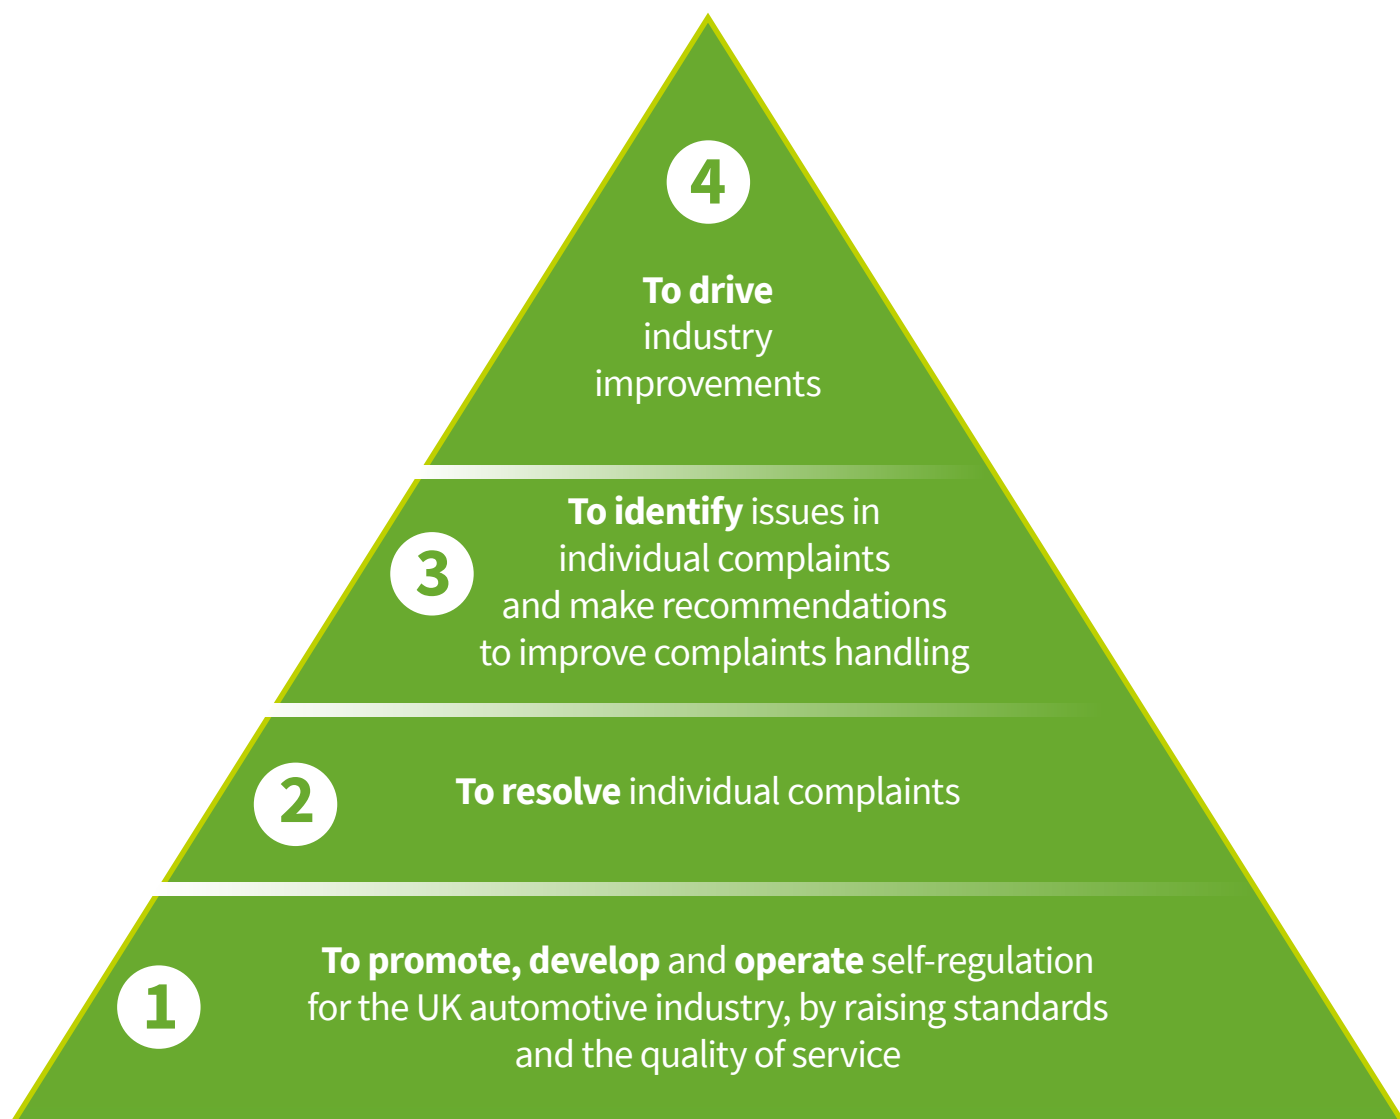 4
To drive
industry
improvements
3
To identify issues in
individual complaints
and make recommendations
to improve complaints handling
2
To resolve individual complaints
1
To promote, develop and operate self-regulation
for the UK automotive industry, by raising standards
and the quality of service